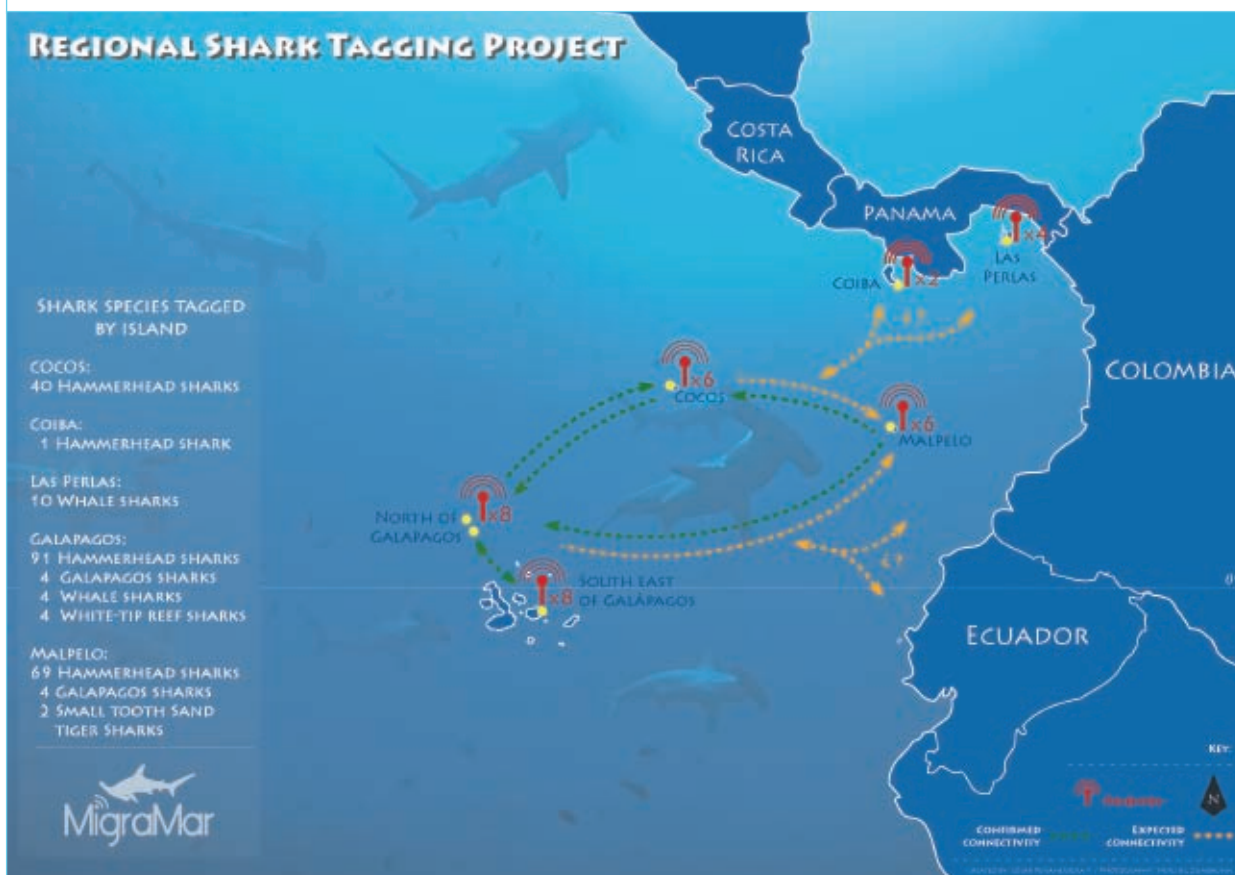 REGIONAL SHARK TAGGING PROJECT
COSTA
RICA
PANAMA
x4
LAS
PERLAS
COIBA
x2
COLOMBIA
x6
COCOS
x6
MALPELO
x8
NORTH OF
GALAPAGOS
x8
SOUTH EAST
OF GALÁPAGOS
ECUADOR
SHARK SPECIES TAGGED
BY ISLAND
COCOS:
40 HAMMERHEAD SHARKS
COIBA:
1 HAMMERHEAD SHARK
LAS PERLAS:
10 WHALE SHARKS
GALAPAGOS:
91 HAMMERHEAD SHARKS
4 GALAPAGOS SHARKS
4 WHALE SHARKS
4 WHITE-TIP REEF SHARKS
MALPELO:
69 HAMMERHEAD SHARKS
4 GALAPAGOS SHARKS
2 SMALL TOOTH SAND
TIGER SHARKS
MigraMar
KEY:
N
CONFIRMED
CONNECTIVITY
EXPECTED
CONNECTIVITY